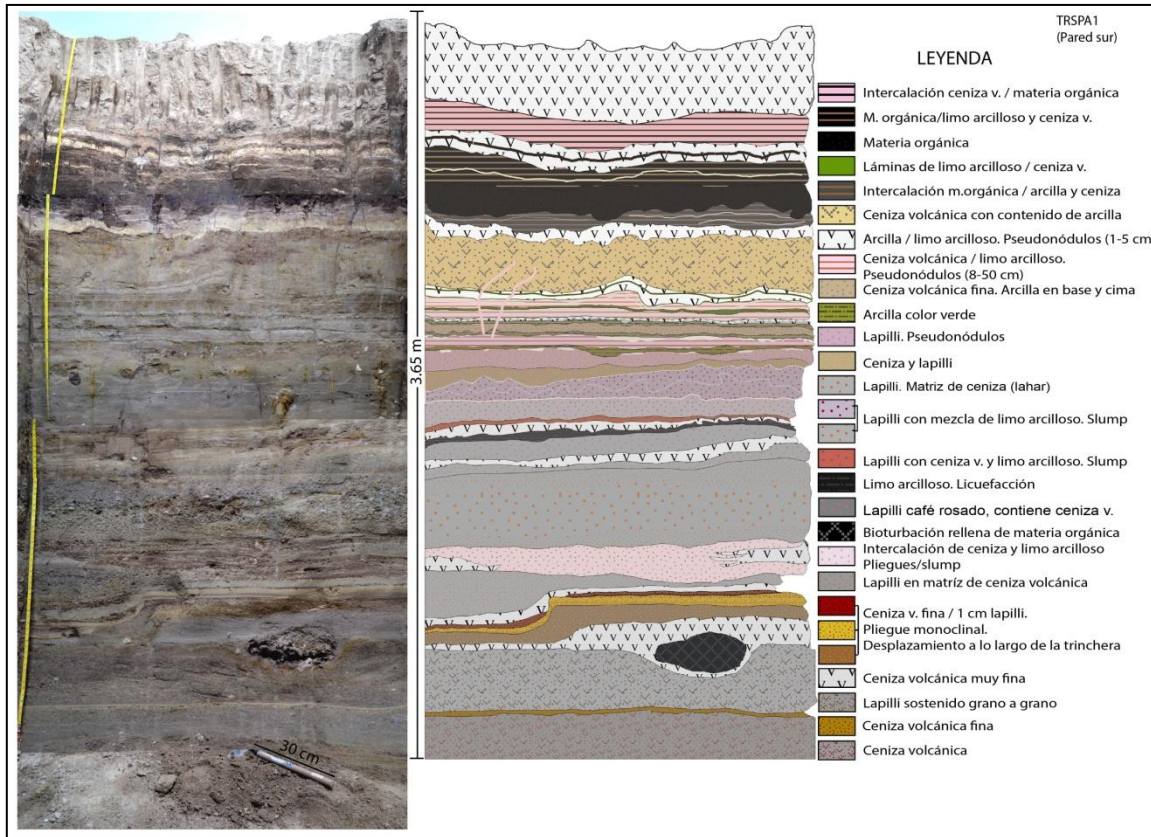 TRSPA1
(Pared sur)
LEYENDA
Intercalación ceniza v. / materia orgánica
M. orgánica/limo arcilloso y ceniza v.
Materia orgánica
Láminas de limo arcilloso / ceniza v.
Intercalación m.orgánica / arcilla y ceniza
Ceniza volcánica con contenido de arcilla
Arcilla / limo arcilloso. Pseudonódulos (1-5 cm
Ceniza volcánica / limo arcilloso.
Pseudonódulos (8-50 cm)
Ceniza volcánica fina. Arcilla en base y cima
Arcilla color verde
Lapilli. Pseudonódulos
Ceniza y lapilli
Lapilli. Matriz de ceniza (lahar)
Lapilli con mezcla de limo arcilloso. Slump
Lapilli con ceniza v. y limo arcilloso. Slump
Limo arcilloso. Licuefacción
Lapilli café rosado, contiene ceniza v.
Bioturbación rellena de materia orgánica
Intercalación de ceniza y limo arcilloso
Pliegues/slump
Lapilli en matríz de ceniza volcánica
Ceniza v. fina / 1 cm lapilli.
Pliegue monoclinal.
Desplazamiento a lo largo de la trinchera
Ceniza volcánica muy fina
Lapilli sostenido grano a grano
Ceniza volcánica fina
Ceniza volcánica
3.65 m
30 cm